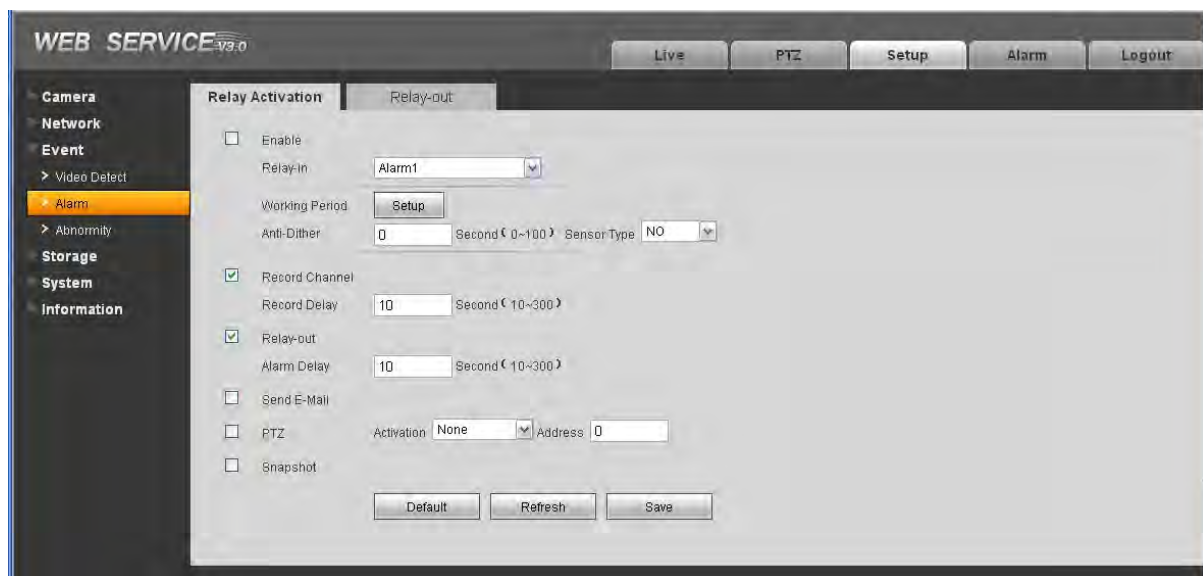 WEB SERVICE V3.0
Live PTZ Setup Alarm Logout
Camera
Network
Event
Video Detect
Alarm
Abnormity
Storage
System
Information
Relay Activation Relay-out
Enable
Relay-in Alarm1
Working Period Setup
Anti-Dither 0 Second ( 0~100 ) Sensor Type NO
Record Channel
Record Delay 10 Second ( 10~300 )
Relay-out
Alarm Delay 10 Second ( 10~300 )
Send E-Mail
PTZ Activation None Address 0
Snapshot
Default Refresh Save